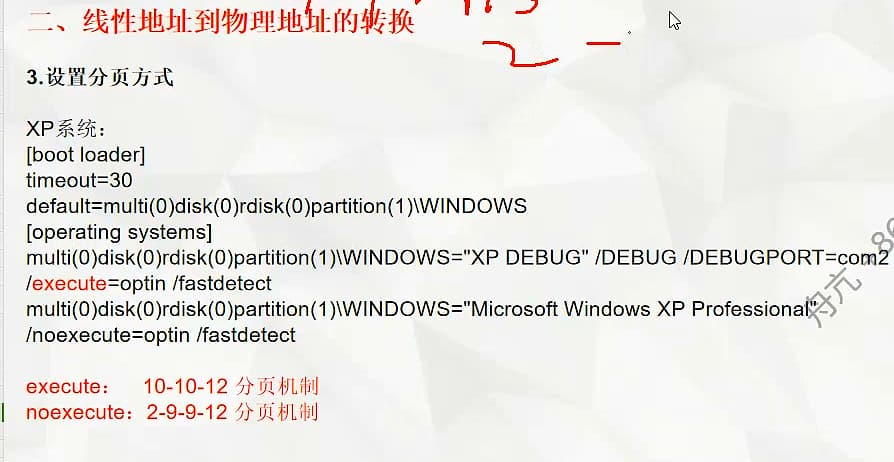 二、线性地址到物理地址的转换
3.设置分页方式
XP系统：
[boot loader]
timeout=30
default=multi(0)disk(0)rdisk(0)partition(1)\WINDOWS
[operating systems]
multi(0)disk(0)rdisk(0)partition(1)\WINDOWS="XP DEBUG" /DEBUG /DEBUGPORT=com2
/execute=optin /fastdetect
multi(0)disk(0)rdisk(0)partition(1)\WINDOWS="Microsoft Windows XP Professional"
/noexecute=optin /fastdetect
execute： 10-10-12 分页机制
noexecute：2-9-9-12 分页机制